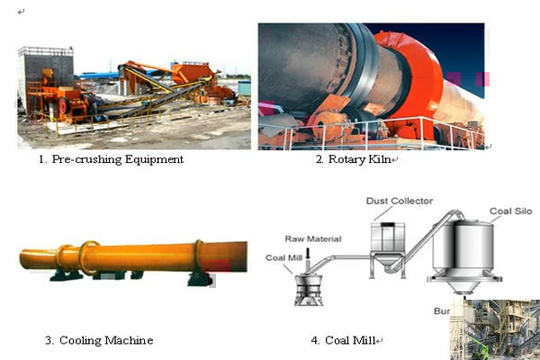 1. Pre-crushing Equipment
2. Rotary Kiln
Dust Collector
Coal Silo
Raw Material
Coal Mill
Bur
3. Cooling Machine
4. Coal Mill